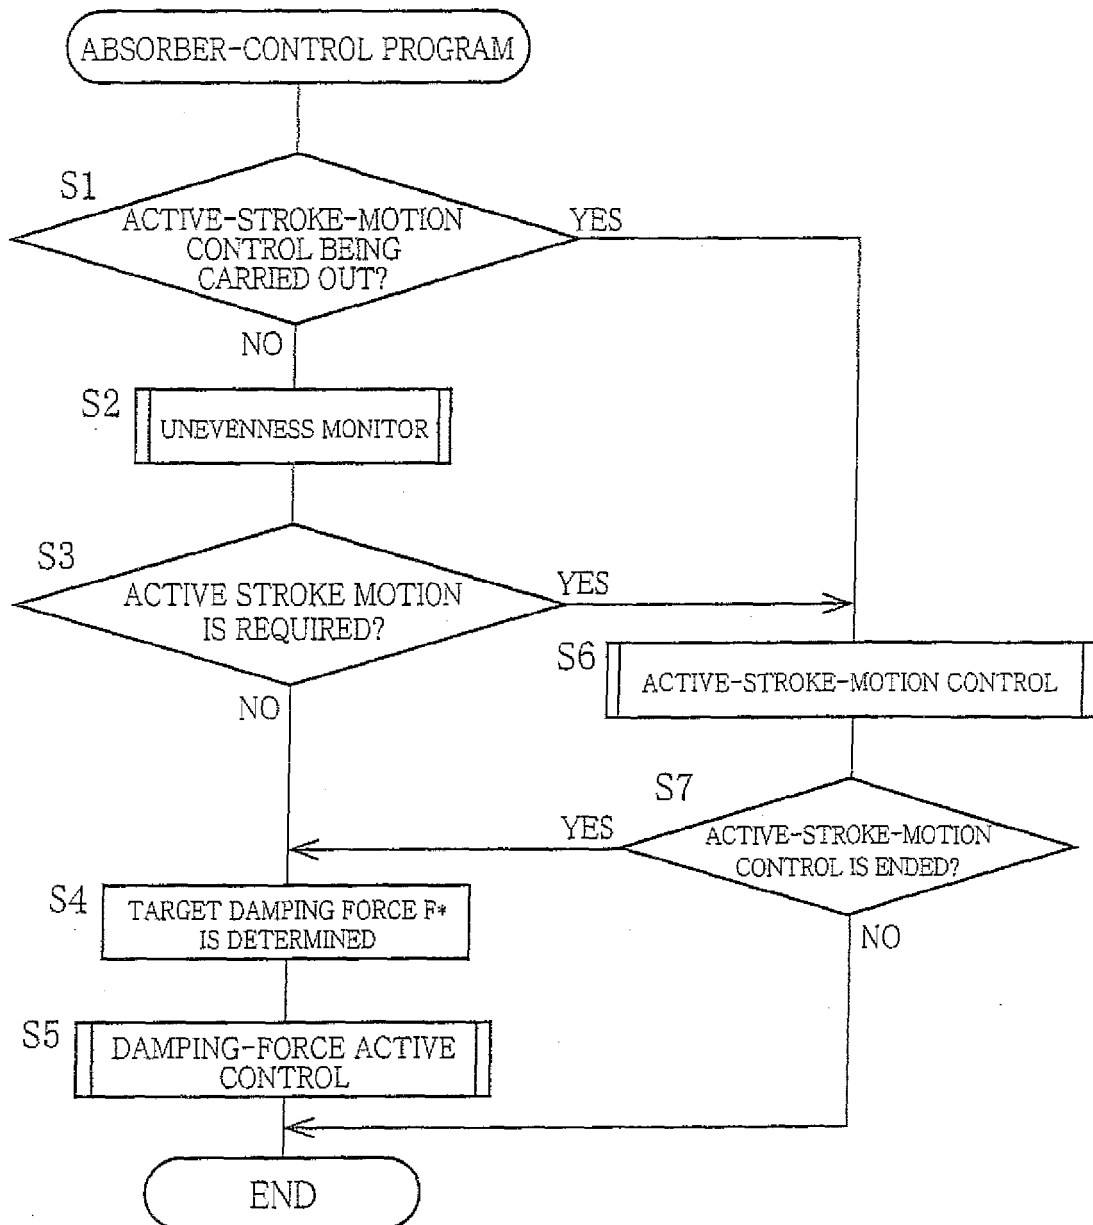 ABSORBER-CONTROL PROGRAM
S1
ACTIVE-STROKE-MOTION
CONTROL BEING
CARRIED OUT?
YES
NO
S2
UNEVENNESS MONITOR
S3
ACTIVE STROKE MOTION
IS REQUIRED?
YES
NO
S6
ACTIVE-STROKE-MOTION CONTROL
S7
ACTIVE-STROKE-MOTION
CONTROL IS ENDED?
YES
NO
S4
TARGET DAMPING FORCE F*
IS DETERMINED
S5
DAMPING-FORCE ACTIVE
CONTROL
END